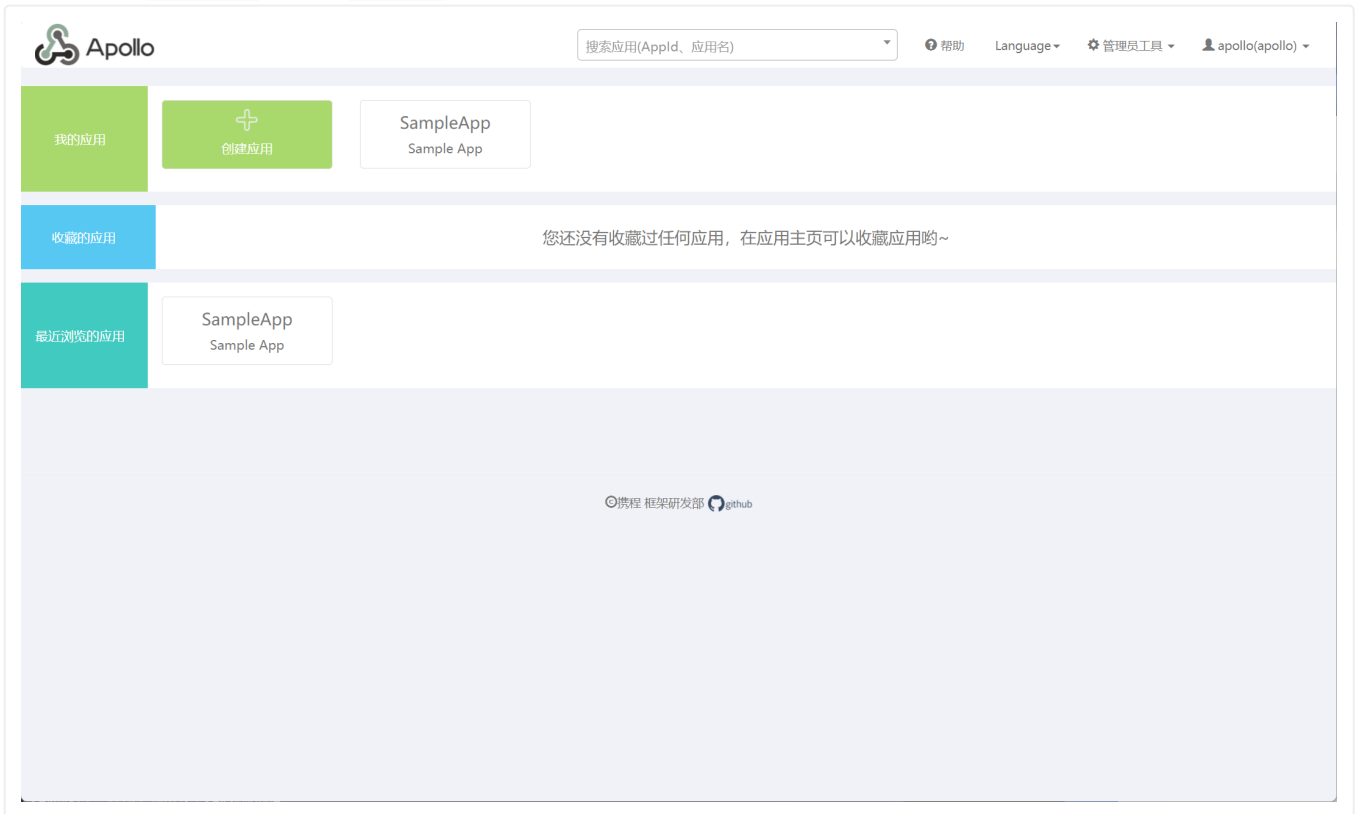 Apollo
搜索应用(AppId、应用名)
帮助
Language
管理员工具
apollo(apollo)
我的应用
创建应用
SampleApp
Sample App
收藏的应用
您还没有收藏过任何应用，在应用主页可以收藏应用哟~
最近浏览的应用
SampleApp
Sample App
©携程 框架研发部 github